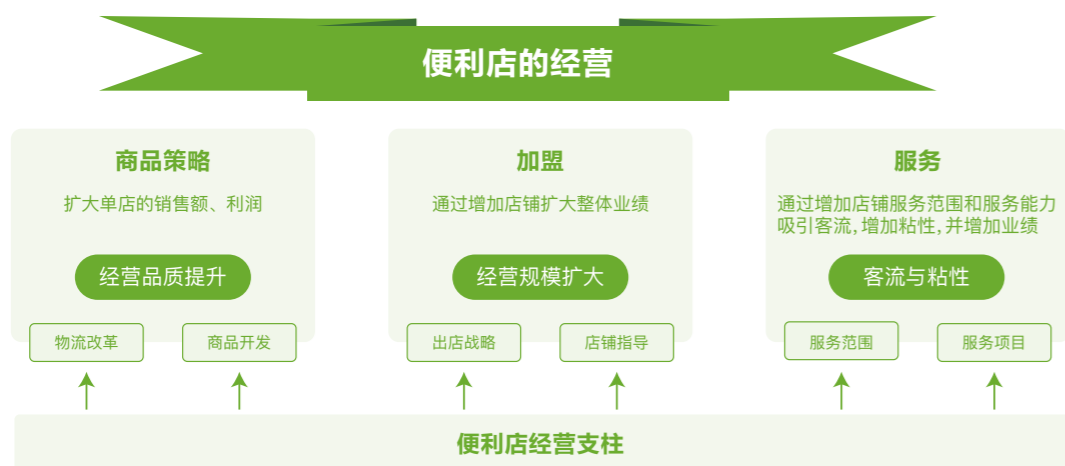 便利店的经营
商品策略
扩大单店的销售额、利润
经营品质提升
物流改革
商品开发
加盟
通过增加店铺扩大整体业绩
经营规模扩大
出店战略
店铺指导
服务
通过增加店铺服务范围和服务能力
吸引客流,增加粘性,并增加业绩
客流与粘性
服务范围
服务项目
便利店经营支柱